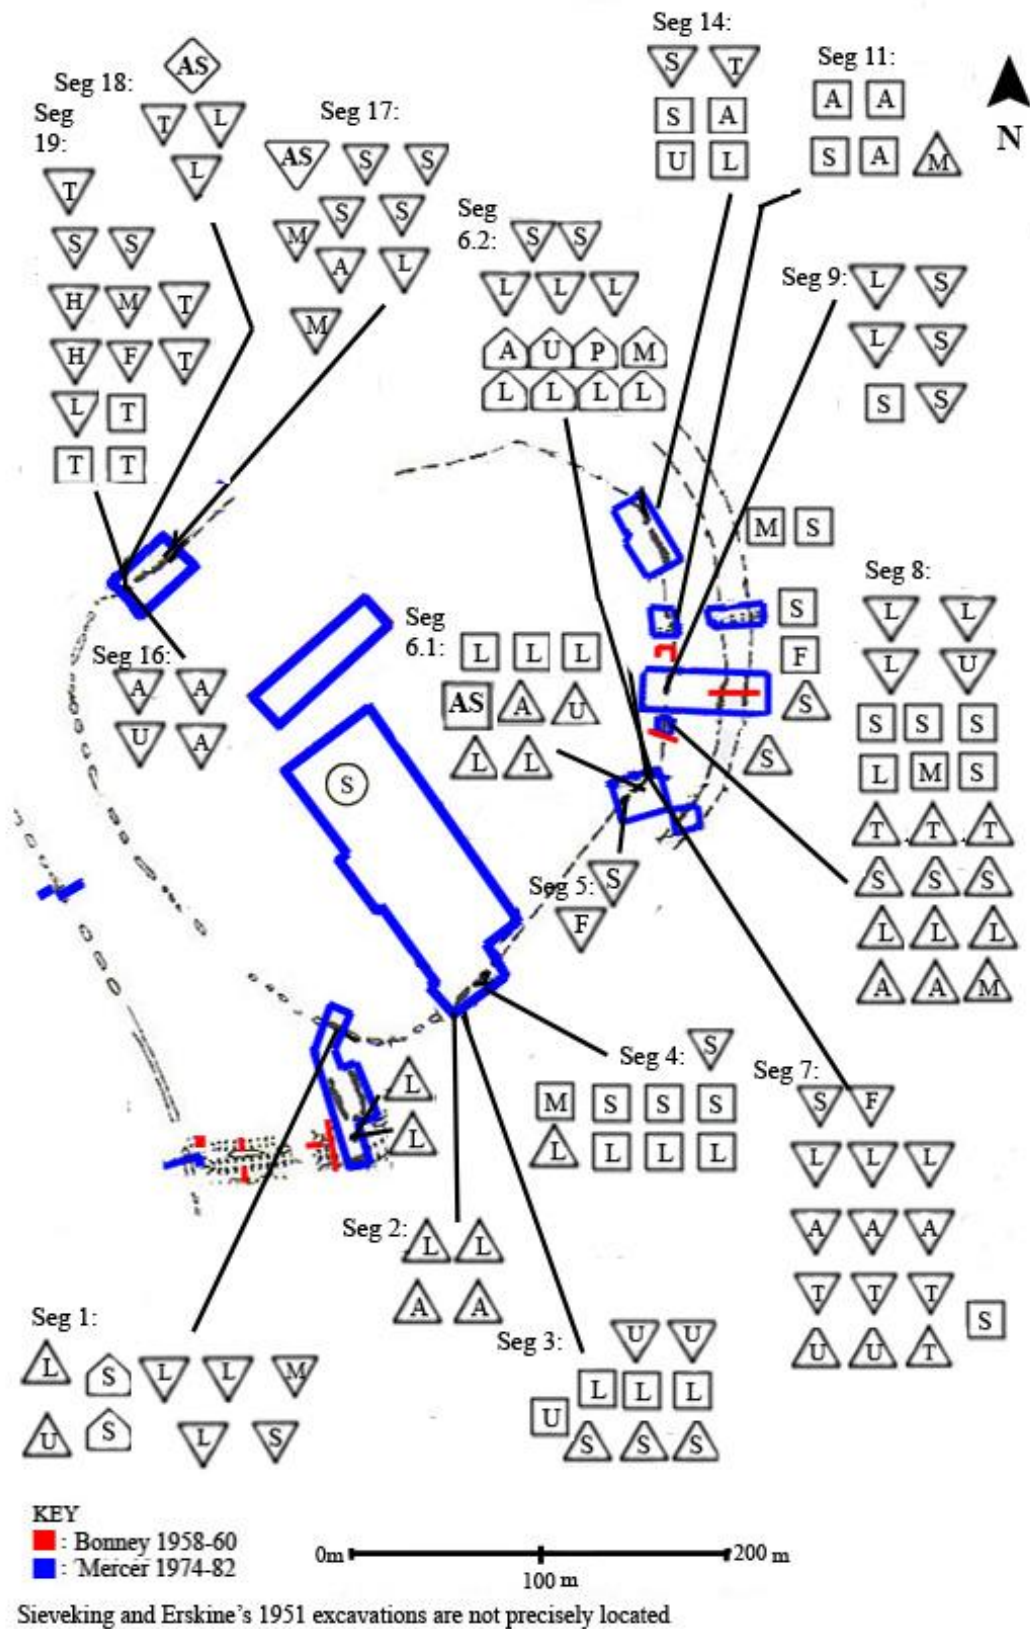 Seg 14:
S T
S A
U L
Seg 11:
A A
S A M
N
Seg 18:
AS
T L
L
Seg
19:
T
S S
H M T
H F T
L T
T T
Seg 17:
AS S S
S S
M
A L
M
Seg
6.2:
S S
L L L
A U P M
L L L L
Seg 9:
L S
L S
S S
M S
S
F
S
S
Seg 8:
L L
L U
S S S
L M S
T T T
S S S
L L L
A A M
Seg 16:
A A
U A
Seg
6.1:
L L L
AS A U
L L
S
Seg 5:
S
F
Seg 4:
S
M S S S
L L L L
L
L
Seg 7:
S F
L L L
A A A
T T T
U U T
S
Seg 2:
L L
A A
Seg 3:
U U
L L L
U
S S S
Seg 1:
L S L L M
U S L S
KEY
: Bonney 1958-60
: Mercer 1974-82
0m 200 m
100 m
Sieveking and Erskine's 1951 excavations are not precisely located